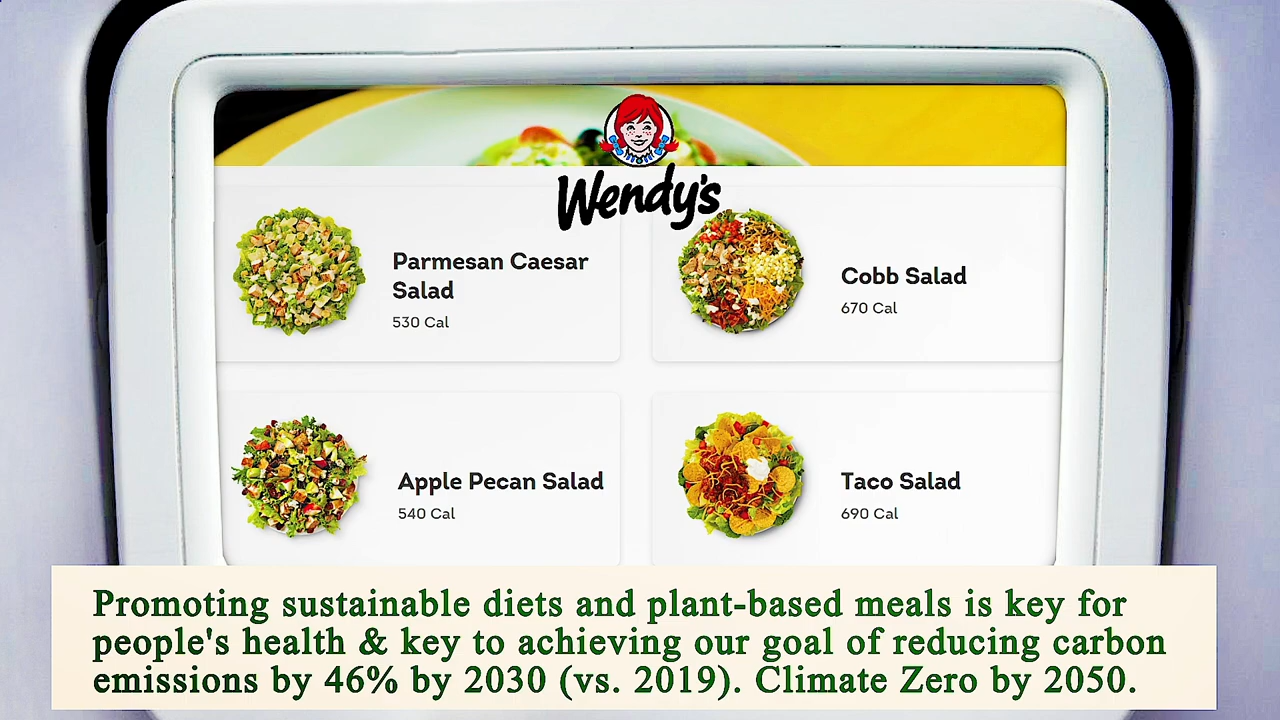 Wendy's
Parmesan Caesar
Salad
530 Cal
Cobb Salad
670 Cal
Apple Pecan Salad
540 Cal
Taco Salad
690 Cal
Promoting sustainable diets and plant-based meals is key for
people's health & key to achieving our goal of reducing carbon
emissions by 46% by 2030 (vs. 2019). Climate Zero by 2050.